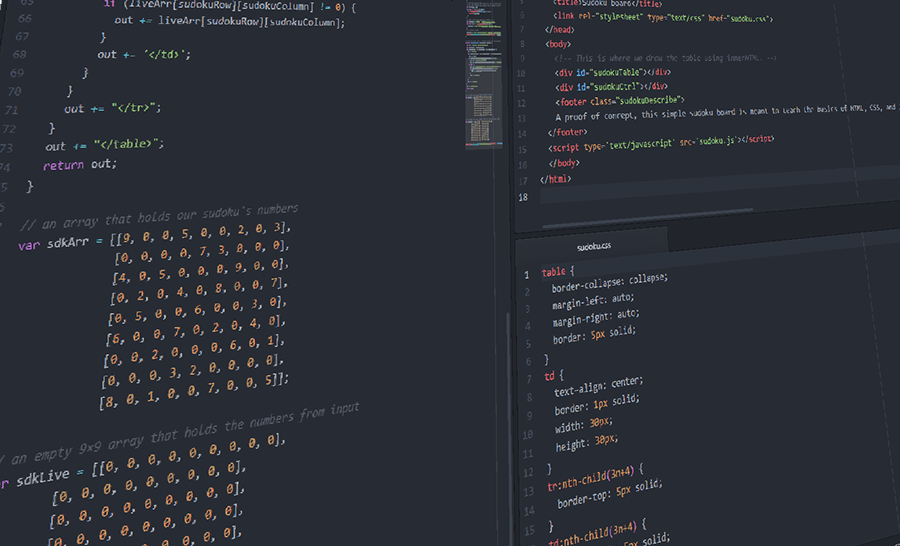 65 if (liveArr[sudokuRow][sudokuColumn] != 0) {
66 out += liveArr[sudokuRow][sudokuColumn];
67 }
68 out += '</td>';
69 }
70 }
71 out += "</tr>";
72 }
73 out += "</table>";
74 return out;
}
// an array that holds our sudoku's numbers
var sdkArr = [[9, 0, 0, 5, 0, 0, 2, 0, 3],
[0, 0, 0, 0, 7, 3, 0, 0, 0],
[4, 0, 5, 0, 0, 0, 9, 0, 0],
[0, 2, 0, 4, 0, 8, 0, 0, 7],
[0, 5, 0, 0, 6, 0, 0, 3, 0],
[6, 0, 0, 7, 0, 2, 0, 4, 0],
[0, 0, 2, 0, 0, 0, 6, 0, 1],
[0, 0, 0, 3, 2, 0, 0, 0, 0],
[8, 0, 1, 0, 0, 7, 0, 0, 5]];
/ an empty 9x9 array that holds the numbers from input
r sdkLive = [[0, 0, 0, 0, 0, 0, 0, 0, 0],
[0, 0, 0, 0, 0, 0, 0, 0, 0],
[0, 0, 0, 0, 0, 0, 0, 0, 0],
[0, 0, 0, 0, 0, 0, 0, 0, 0],
<title>Sudoku board</title>
6 <link rel="stylesheet" type="text/css" href="sudoku.css">
7 </head>
8 <body>
9 <!-- This is where we draw the table using innerHTML. -->
10 <div id="sudokuTable"></div>
11 <div id="sudokuCtrl"></div>
12 <footer class="sudokuDescribe">
13 A proof of concept, this simple sudoku board is meant to teach the basics of HTML, CSS, and
14 </footer>
15 <script type='text/javascript' src='sudoku.js'></script>
16 </body>
17 </html>
18
sudoku.css
1 table {
2 border-collapse: collapse;
3 margin-left: auto;
4 margin-right: auto;
5 border: 5px solid;
6 }
7 td {
8 text-align: center;
9 border: 1px solid;
10 width: 30px;
11 height: 30px;
12 }
13 tr:nth-child(3n+4) {
14 border-top: 5px solid;
15 }
td:nth-child(3n+4) {
5px solid;